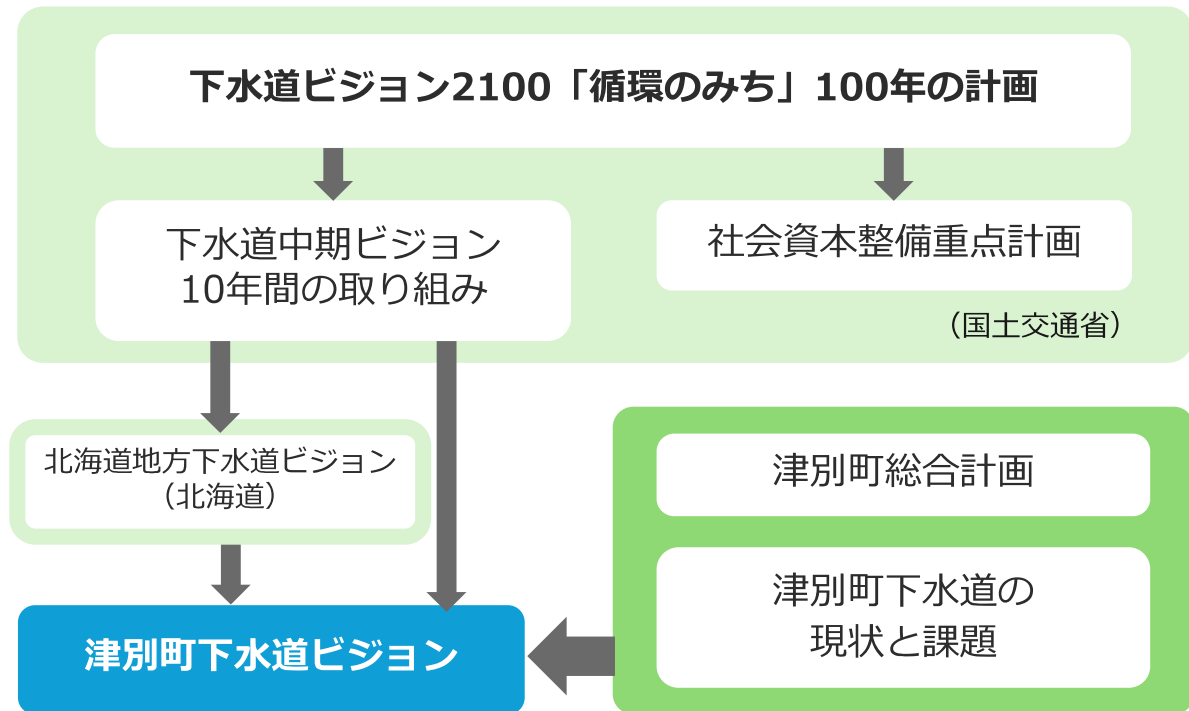 下水道ビジョン2100「循環のみち」100年の計画
下水道中期ビジョン
10年間の取り組み
社会資本整備重点計画
（国土交通省）
北海道地方下水道ビジョン
（北海道）
津別町総合計画
津別町下水道の
現状と課題
津別町下水道ビジョン